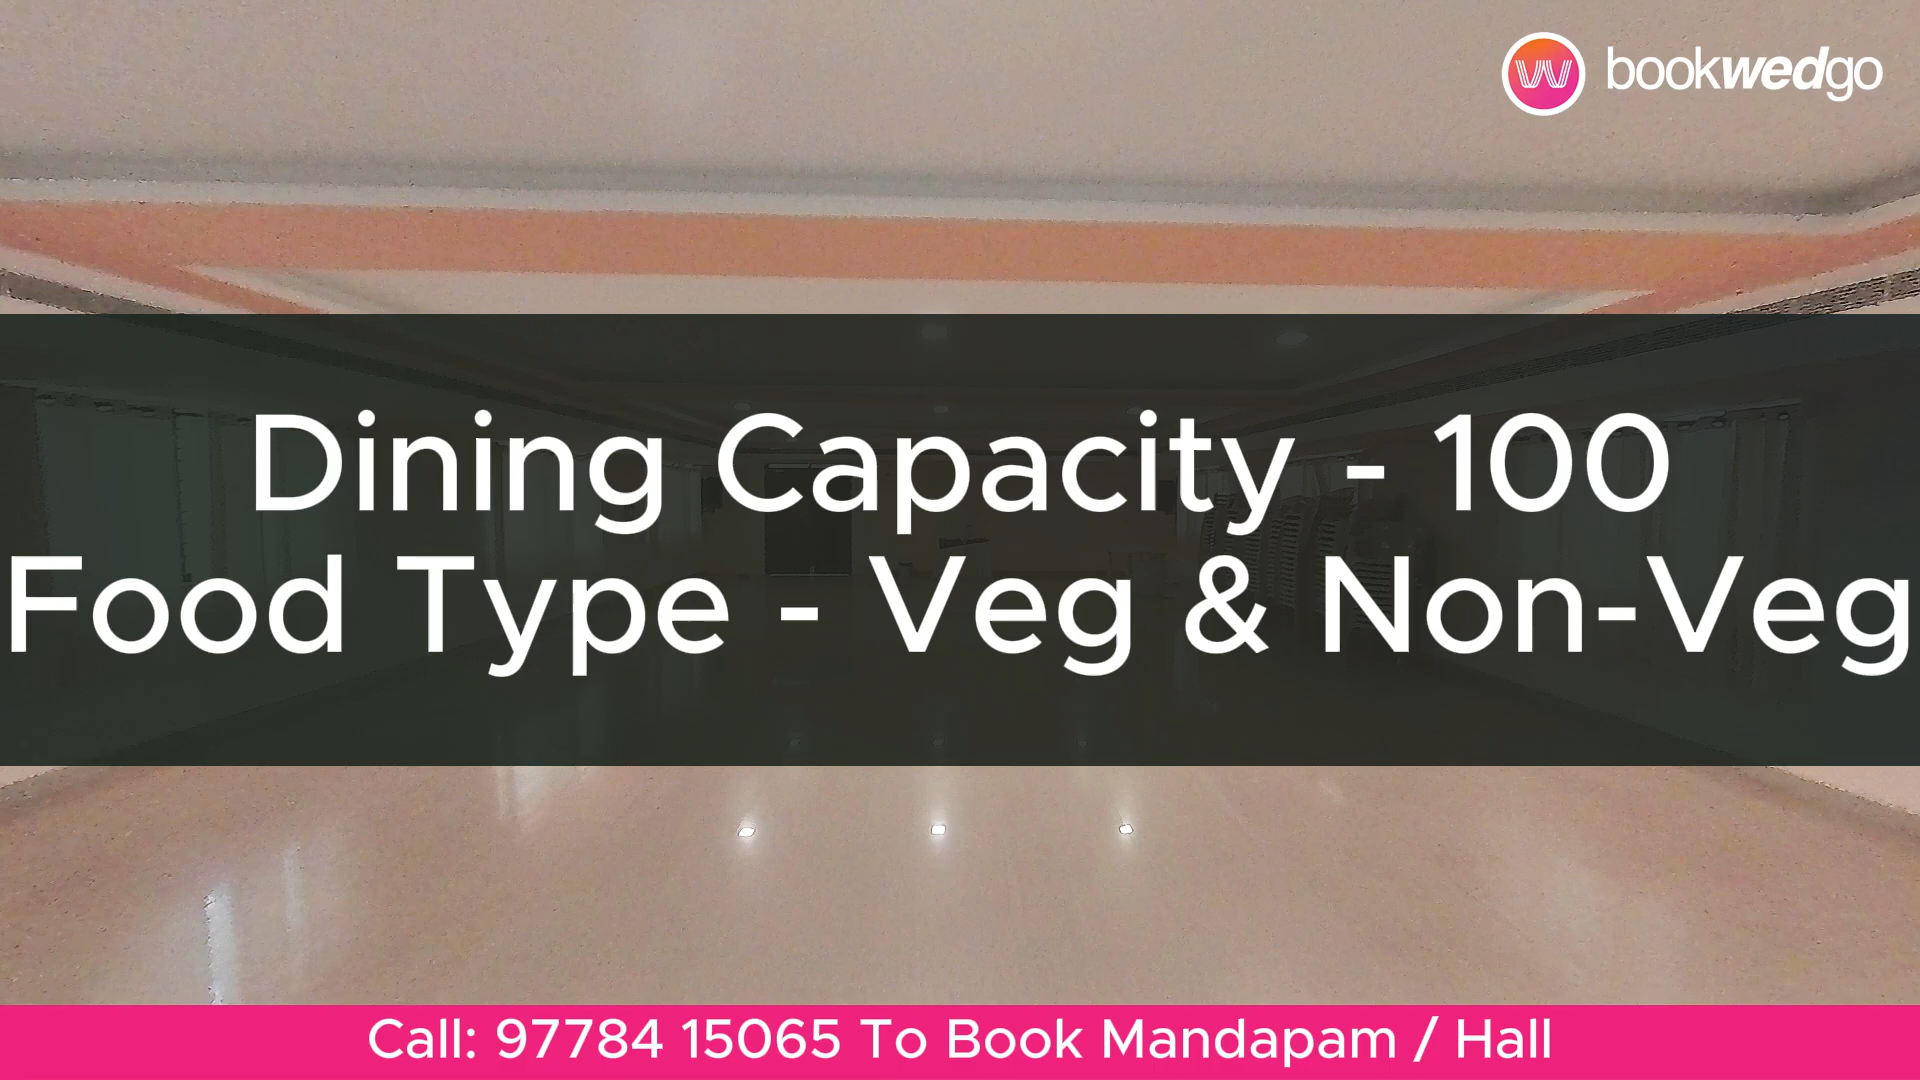 bookwedgo
Dining Capacity - 100
Food Type - Veg & Non-Veg
Call: 97784 15065 To Book Mandapam / Hall